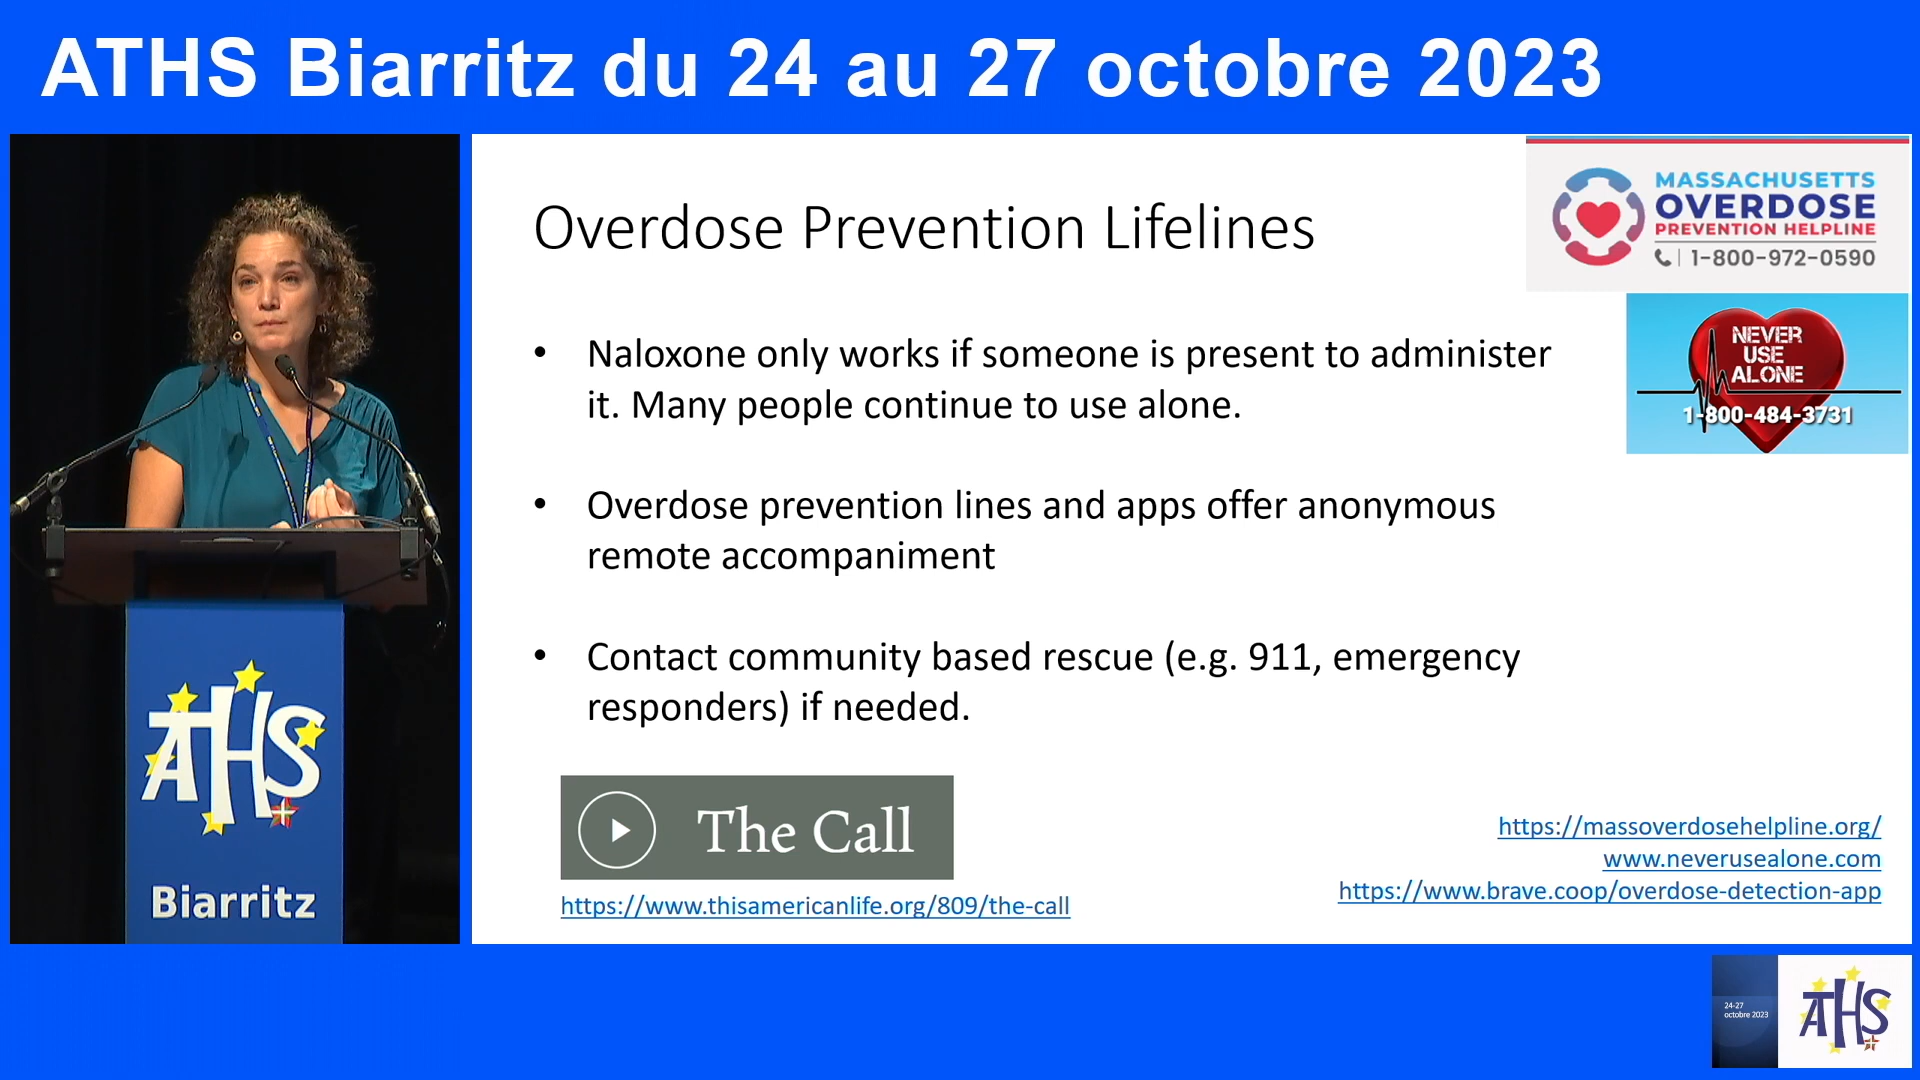 ATHS Biarritz du 24 au 27 octobre 2023
ATHS
Biarritz
Overdose Prevention Lifelines
MASSACHUSETTS
OVERDOSE
PREVENTION HELPLINE
1-800-972-0590
NEVER
USE
ALONE
1-800-484-3731
• Naloxone only works if someone is present to administer
it. Many people continue to use alone.
• Overdose prevention lines and apps offer anonymous
remote accompaniment
• Contact community based rescue (e.g. 911, emergency
responders) if needed.
The Call
https://www.thisamericanlife.org/809/the-call
https://massoverdosehelpline.org/
www.neverusealone.com
https://www.brave.coop/overdose-detection-app
24-27
octobre 2023
ATHS